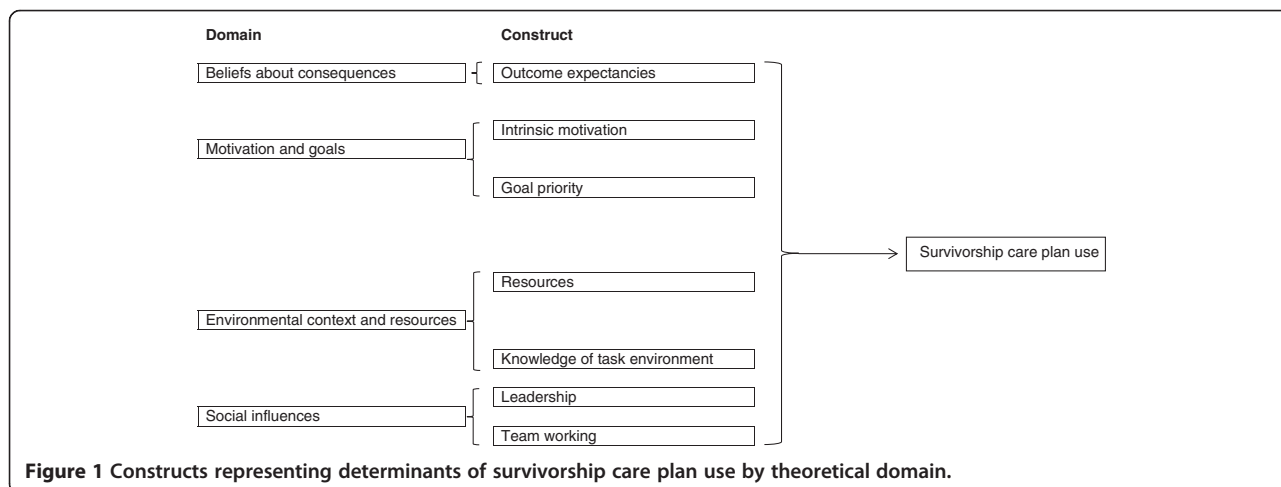 Domain Construct
Beliefs about consequences Outcome expectancies
Intrinsic motivation
Motivation and goals
Goal priority
Survivorship care plan use
Resources
Environmental context and resources
Knowledge of task environment
Leadership
Social influences
Team working
Figure 1 Constructs representing determinants of survivorship care plan use by theoretical domain.